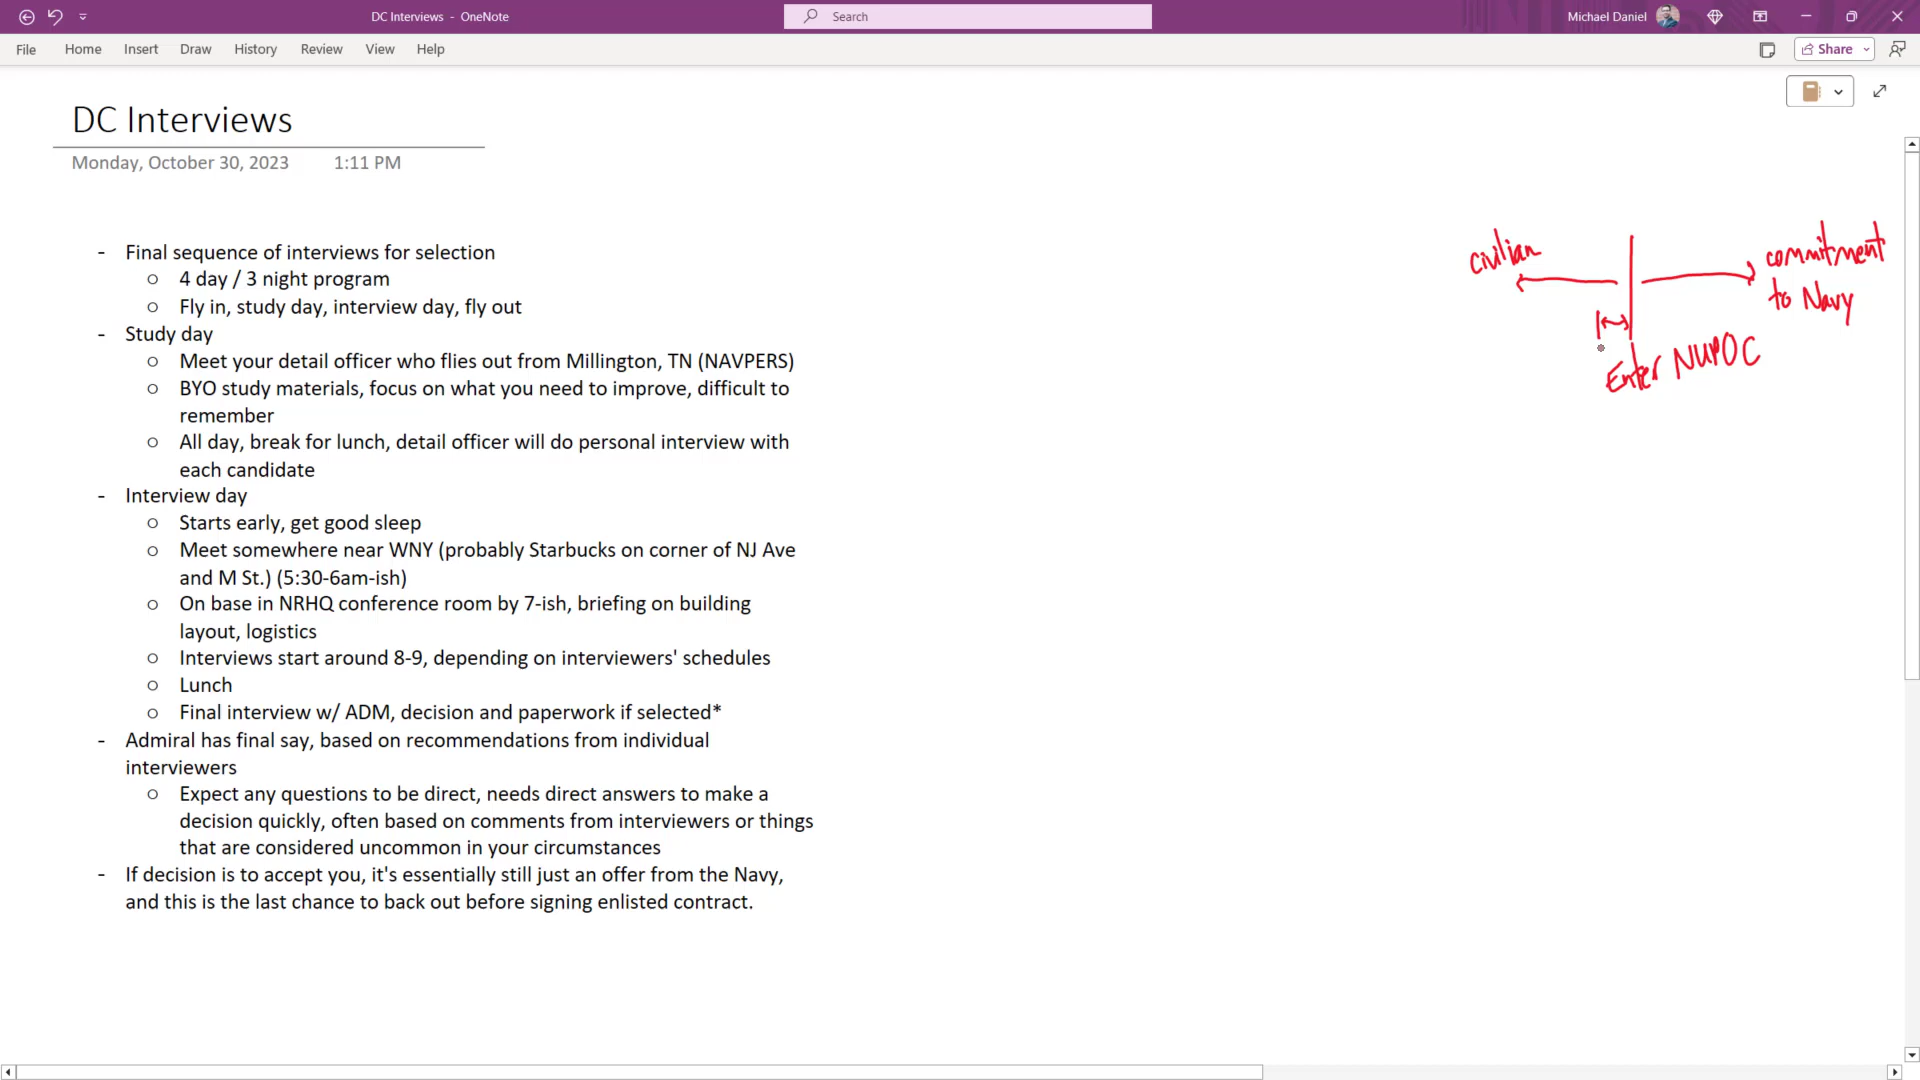 DC Interviews - OneNote
Search
Michael Daniel
File Home Insert Draw History Review View Help
Share
DC Interviews
Monday, October 30, 2023 1:11 PM
- Final sequence of interviews for selection
o 4 day / 3 night program
o Fly in, study day, interview day, fly out
- Study day
o Meet your detail officer who flies out from Millington, TN (NAVPERS)
o BYO study materials, focus on what you need to improve, difficult to
remember
o All day, break for lunch, detail officer will do personal interview with
each candidate
- Interview day
o Starts early, get good sleep
o Meet somewhere near WNY (probably Starbucks on corner of NJ Ave
and M St.) (5:30-6am-ish)
o On base in NRHQ conference room by 7-ish, briefing on building
layout, logistics
o Interviews start around 8-9, depending on interviewers' schedules
o Lunch
o Final interview w/ ADM, decision and paperwork if selected*
- Admiral has final say, based on recommendations from individual
interviewers
o Expect any questions to be direct, needs direct answers to make a
decision quickly, often based on comments from interviewers or things
that are considered uncommon in your circumstances
- If decision is to accept you, it's essentially still just an offer from the Navy,
and this is the last chance to back out before signing enlisted contract.
civilian
commitment
to Navy
Enter NUPOC